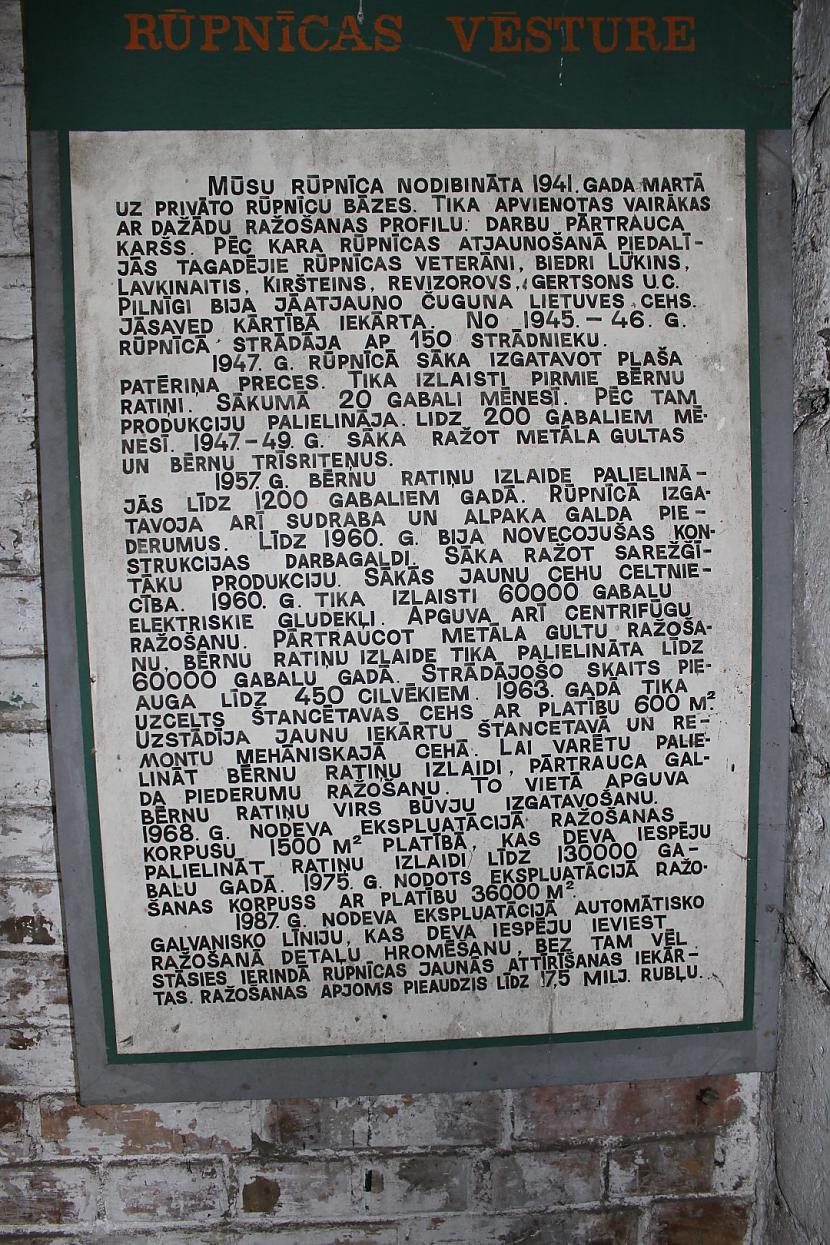 RŪPNĪCAS VĒSTURE
MŪSU RŪPNĪCA NODIBINĀTA 1941. GADA MARTĀ
UZ PRIVĀTO RŪPNĪCU BĀZES. TIKA APVIENOTAS VAIRĀKAS
AR DAŽĀDU RAŽOŠANAS PROFILU. DARBU PĀRTRAUCA
KARŠS. PĒC KARA RŪPNĪCAS ATJAUNOŠANĀ PIEDALĪ-
JĀS TAGADĒJIE RŪPNĪCAS VETERĀNI, BIEDRI LŪKINS,
LAVKINAITIS, KIRŠTEINS, REVIZOROVS, GERTSONS U.C.
PILNĪGI BIJA JĀATJAUNO ČUGUNA LIETUVES CEHS.
JĀSAVED KĀRTĪBĀ IEKĀRTA. NO 1945.-46. G.
RŪPNĪCĀ STRĀDĀJA AP 150 STRĀDNIEKU.
1947. G. RŪPNĪCĀ SĀKA IZGATAVOT PLAŠA
PATĒRIŅA PRECES. TIKA IZLAISTI PIRMIE BĒRNU
RATIŅI. SĀKUMĀ 20 GABALI MĒNESĪ. PĒC TAM
PRODUKCIJU PALIELINĀJA LIDZ 200 GABALIEM MĒ-
NESĪ. 1947.-49. G. SĀKA RAŽOT METĀLA GULTAS
UN BĒRNU TRĪSRITEŅUS.
1957. G. BĒRNU RATIŅU IZLAIDE PALIELINĀ-
JĀS LĪDZ 1200 GABALIEM GADĀ. RŪPNĪCĀ IZGA-
TAVOJA ARĪ SUDRABA UN ALPAKA GALDA PIE-
DERUMUS. LĪDZ 1960. G. BIJA NOVECOJUŠAS KON-
STRUKCIJAS DARBAGALDI. SĀKA RAŽOT SAREŽĢĪ-
TĀKU PRODUKCIJU. SĀKĀS JAUNU CEHU CELTNIE-
CĪBA. 1960. G. TIKA IZLAISTI 60000 GABALU
ELEKTRISKIE GLUDEKĻI. APGUVA ARĪ CENTRIFŪGU
RAŽOŠANU. PĀRTRAUCOT METĀLA GULTU RAŽOŠA-
NU, BĒRNU RATIŅU IZLAIDE TIKA PALIELINĀTA LĪDZ
60000 GABALU GADĀ. STRĀDĀJOŠO SKAITS PIE-
AUGA LĪDZ 450 CILVĒKIEM. 1963. GADĀ TIKA
UZCELTS ŠTANCĒTAVAS CEHS AR PLATĪBU 600 M.²
UZSTĀDĪJA JAUNU IEKĀRTU ŠTANCETAVĀ UN RE-
MONTU MEHĀNISKAJĀ CEHĀ. LAI VARĒTU PALIE-
LINĀT BĒRNU RATIŅU IZLAIDI, PĀRTRAUCA GAL-
DA PIEDERUMU RAŽOŠANU. TO VIETĀ APGUVA
BĒRNU RATIŅU VIRS BŪVJU IZGATAVOŠANU.
1968. G. NODEVA EKSPLUATĀCIJĀ RAŽOŠANAS
KORPUSU 1500 M² PLATĪBĀ, KAS DEVA IESPĒJU
PALIELINĀT RATIŅU IZLAIDI LĪDZ 130000 GA-
BALU GADĀ. 1975. G. NODOTS EKSPLUATĀCIJĀ RAŽO-
ŠANAS KORPUSS AR PLATĪBU 36000 M².
1987. G. NODEVA EKSPLUATĀCIJĀ AUTOMĀTISKO
GALVANISKO LĪNIJU, KAS DEVA IESPĒJU IEVIEST
RAŽOŠANĀ DETAĻU HROMĒŠANU, BEZ TAM VĒL
STĀSIES IERINDĀ RŪPNĪCAS JAUNĀS ATTĪRĪŠANAS IEKĀR-
TAS. RAŽOŠANAS APJOMS PIEAUDZIS LĪDZ 17,5 MILJ. RUBĻU.